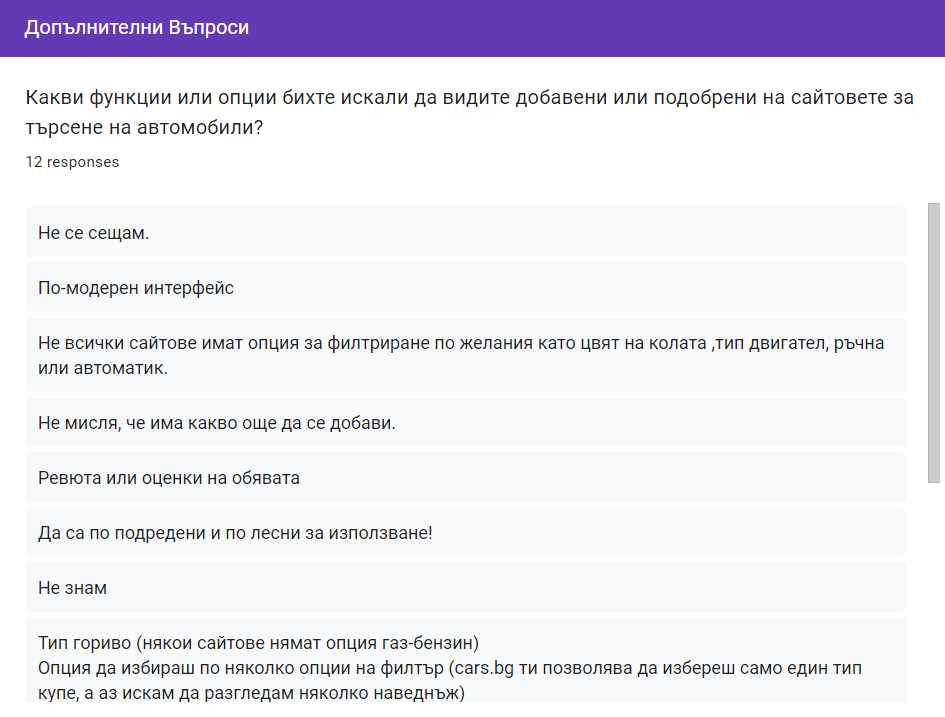 Допълнителни Въпроси
Какви функции или опции бихте искали да видите добавени или подобрени на сайтовете за
търсене на автомобили?
12 responses
Не се сещам.
По-модерен интерфейс
Не всички сайтове имат опция за филтриране по желания като цвят на колата ,тип двигател, ръчна
или автоматик.
Не мисля, че има какво още да се добави.
Ревюта или оценки на обявата
Да са по подредени и по лесни за използване!
Не знам
Тип гориво (някои сайтове нямат опция газ-бензин)
Опция да избираш по няколко опции на филтър (cars.bg ти позволява да избереш само един тип
купе, а аз искам да разгледам няколко наведнъж)